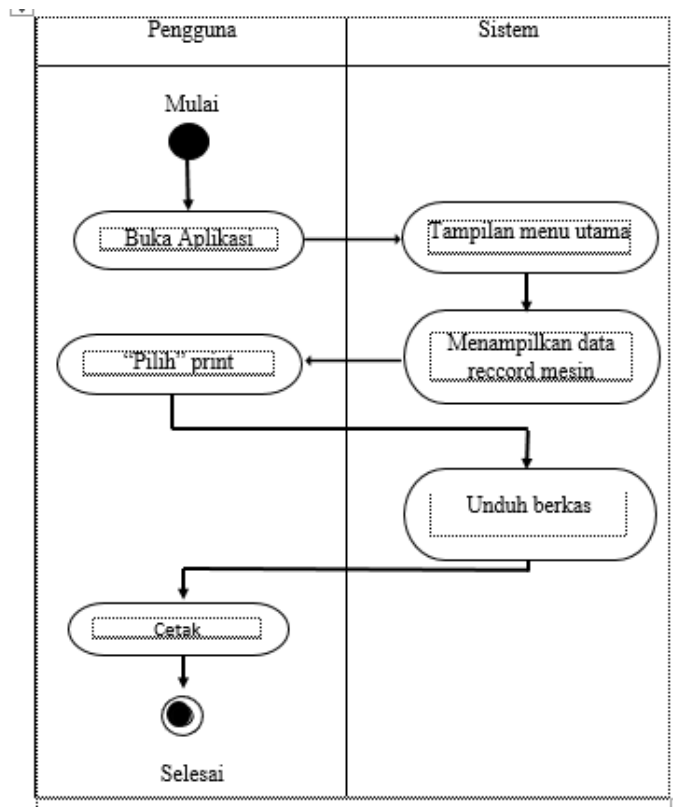 Pengguna
Sistem
Mulai
Buka Aplikasi
Tampilan menu utama
Menampilkan data
reccord mesin
“Pilih” print
Unduh berkas
Cetak
Selesai